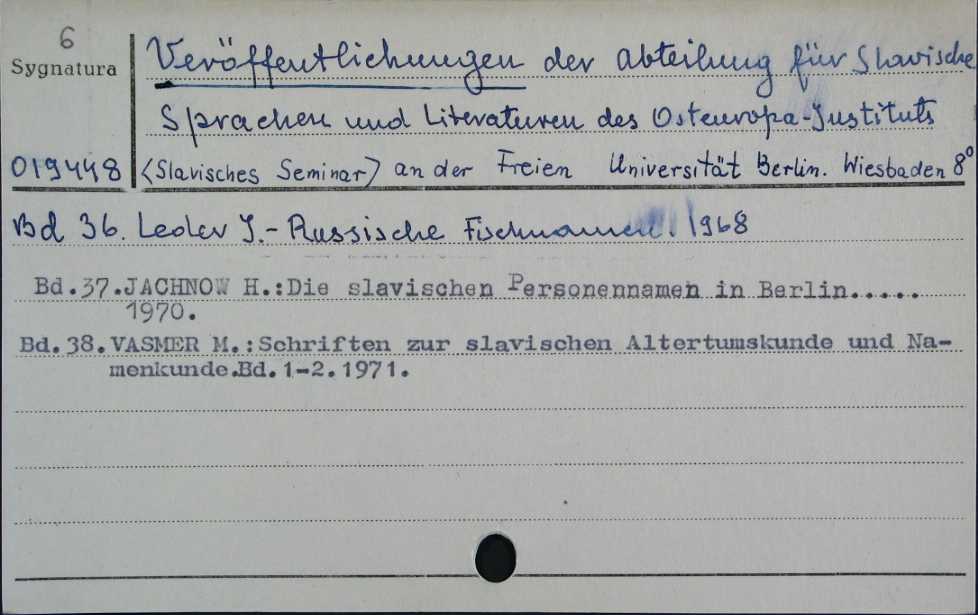 6
Sygnatura
Veröffentlichungen der Abteilung für Slavische
Sprachen und Literaturen des Osteuropa-Instituts
019448 <Slavisches Seminar> an der Freien Universität Berlin. Wiesbaden 8°
Bd 36. Leder I.- Russische Fischnamen. 1968
Bd.37.JACHNOW H.:Die slavischen Personennamen in Berlin.....
1970.
Bd.38.VASMER M.:Schriften zur slavischen Altertumskunde und Na-
menkunde.Bd.1-2.1971.